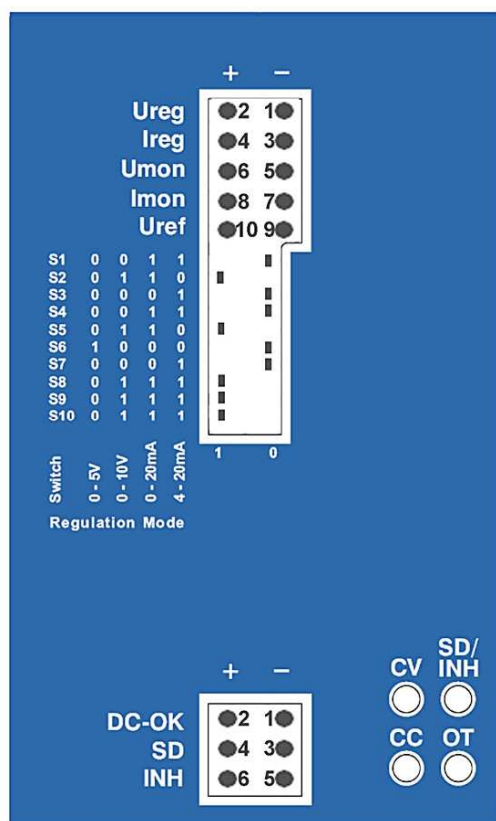 + −
Ureg 2 1
Ireg 4 3
Umon 6 5
Imon 8 7
Uref 10 9
S1 0 0 1 1
S2 0 1 1 0
S3 0 0 0 1
S4 0 0 1 1
S5 0 1 1 0
S6 1 0 0 0
S7 0 0 0 1
S8 0 1 1 1
S9 0 1 1 1
S10 0 1 1 1
1 0
Switch
0 - 5V
0 - 10V
0 - 20mA
4 - 20mA
Regulation Mode
+ −
DC-OK 2 1
SD 4 3
INH 6 5
CV SD/
INH
CC OT